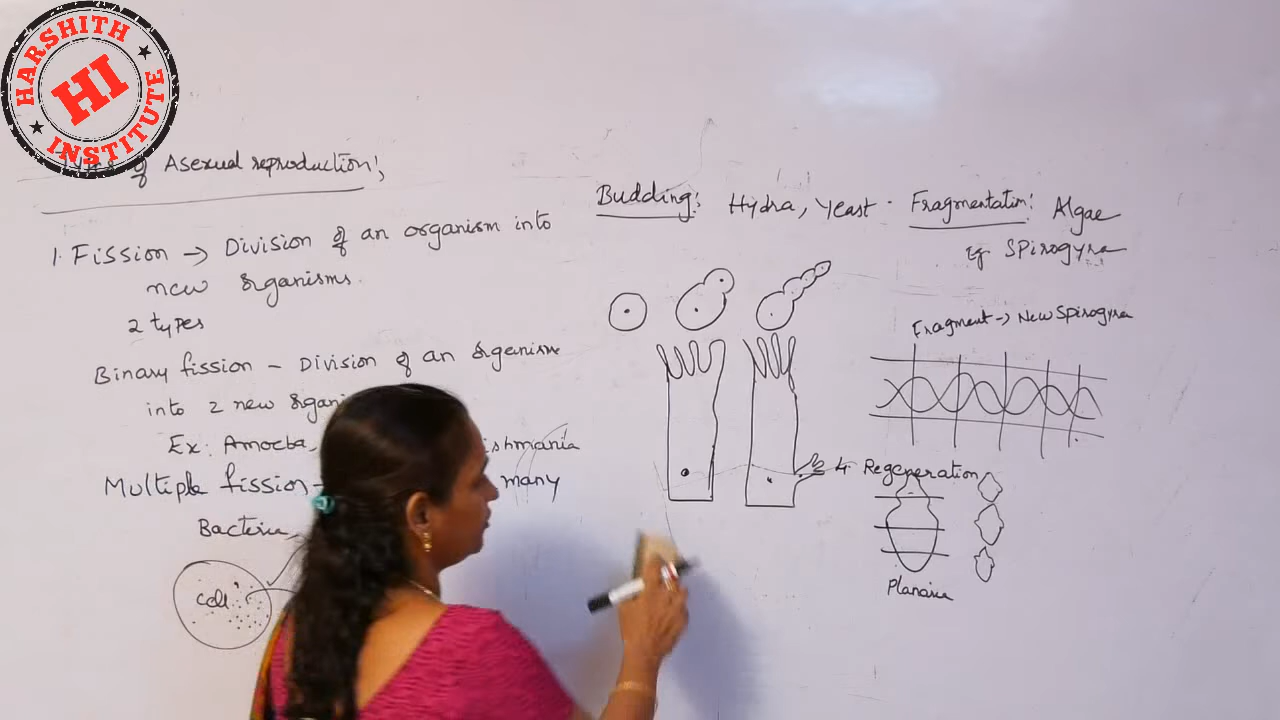 HARSHITH
HI
INSTITUTE
of Asexual reproduction;
1. Fission → Division of an organism into
new organisms.
2 types
Binary fission - Division of an organism
into 2 new
Ex: Amoeba,
Multiple fission - many
Bacteria,
Cell
Budding: Hydra, Yeast.
Fragmentation: Algae
eg Spirogyra
Fragment → New Spirogyra
4. Regeneration
Planaria